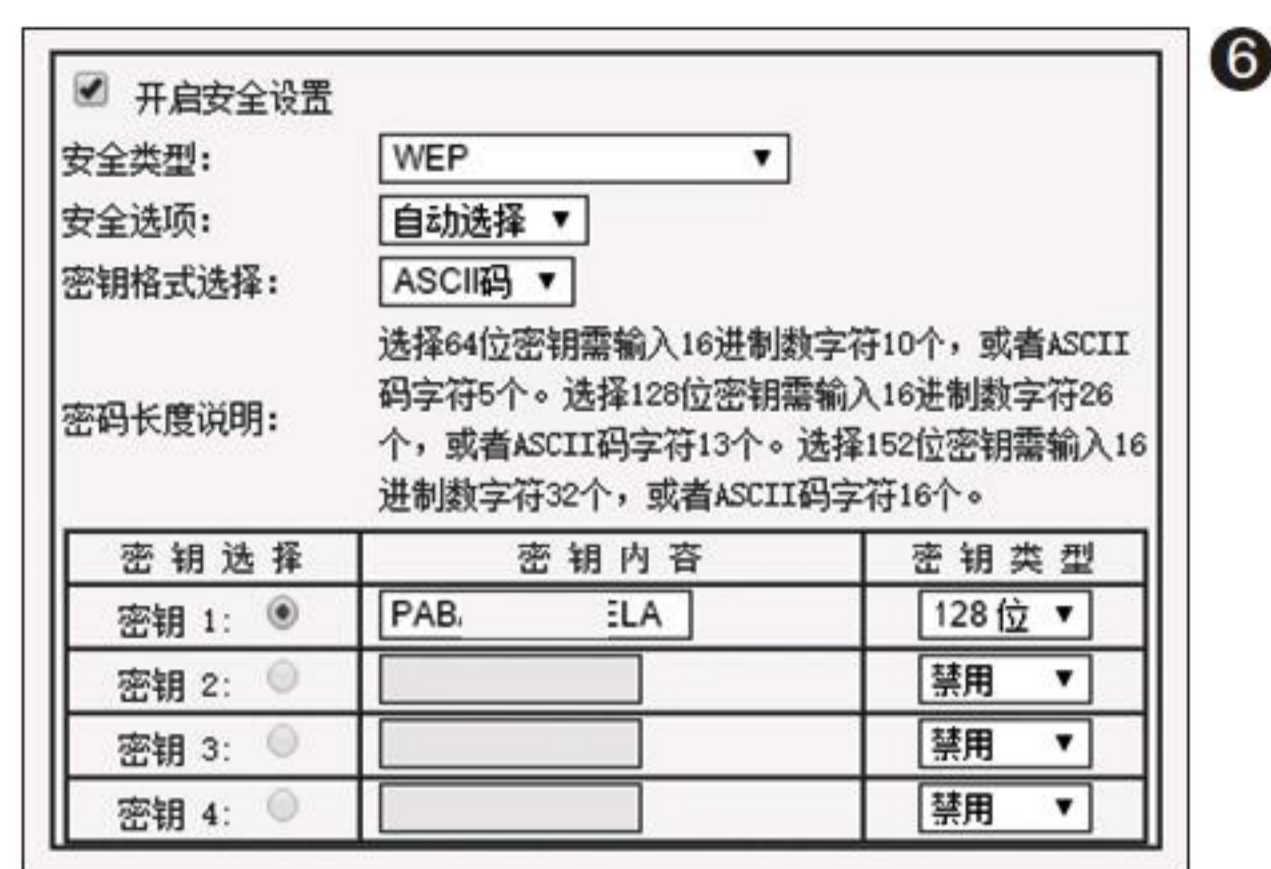 6
开启安全设置
安全类型: WEP
安全选项: 自动选择
密钥格式选择: ASCII码
密码长度说明:
选择64位密钥需输入16进制数字符10个，或者ASCII
码字符5个。选择128位密钥需输入16进制数字符26
个，或者ASCII码字符13个。选择152位密钥需输入16
进制数字符32个，或者ASCII码字符16个。
密钥选择 密钥内容 密钥类型
密钥 1: PAB ELA 128 位
密钥 2: 禁用
密钥 3: 禁用
密钥 4: 禁用